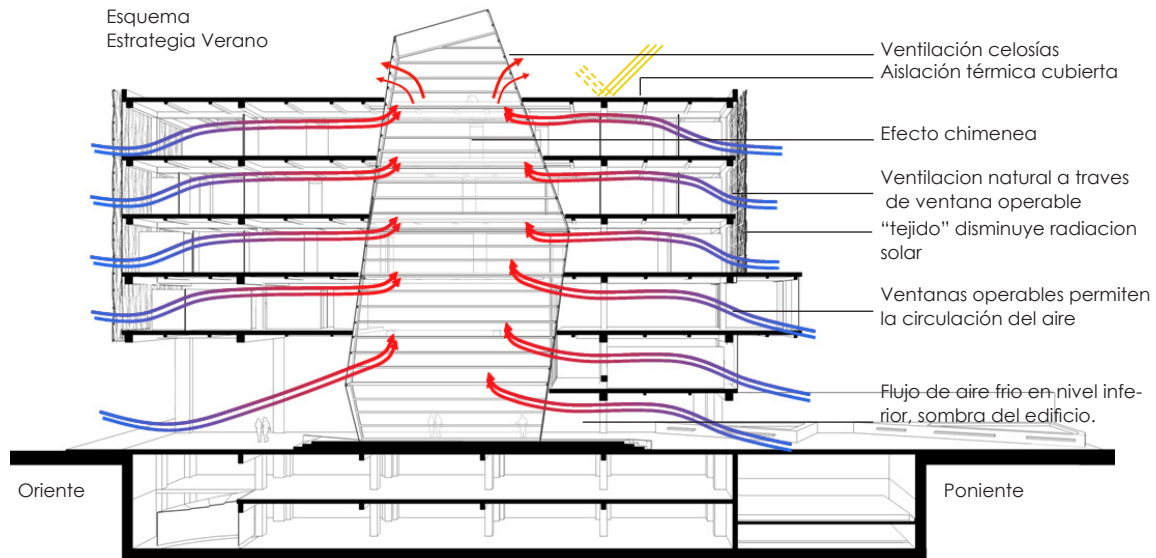 Esquema
Estrategia Verano
Ventilación celosías
Aislación térmica cubierta
Efecto chimenea
Ventilacion natural a traves
de ventana operable
“tejido” disminuye radiacion
solar
Ventanas operables permiten
la circulación del aire
Flujo de aire frio en nivel infe-
rior, sombra del edificio.
Oriente
Poniente